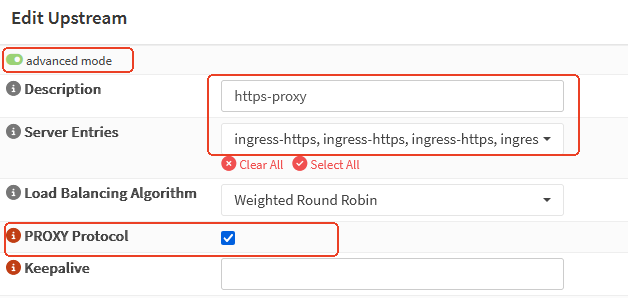 Edit Upstream
advanced mode
Description
https-proxy
Server Entries
ingress-https, ingress-https, ingress-https, ingres
Clear All Select All
Load Balancing Algorithm
Weighted Round Robin
PROXY Protocol
Keepalive